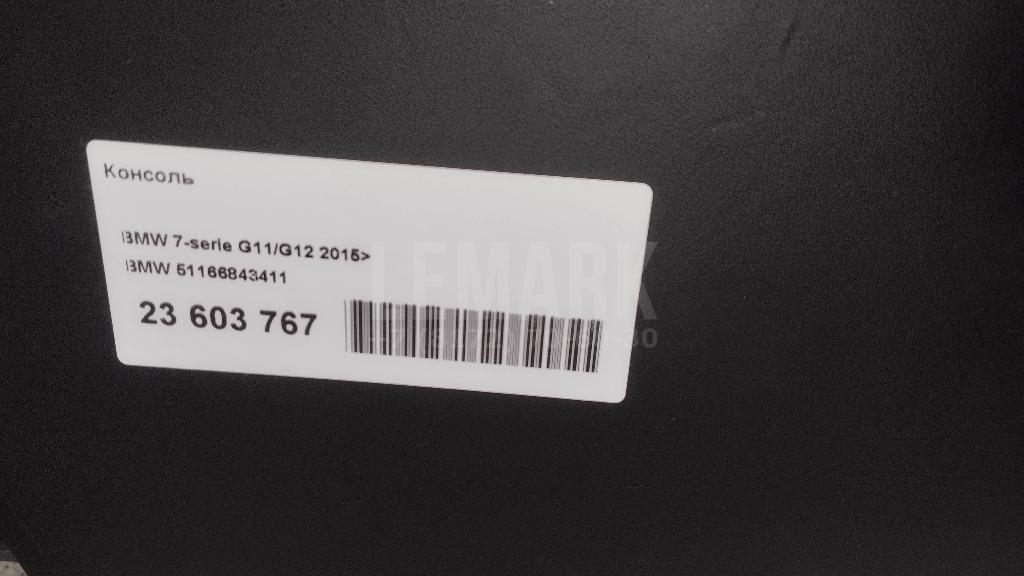 Консоль
BMW 7-serie G11/G12 2015>
BMW 51166843411
23 603 767
LEMARK